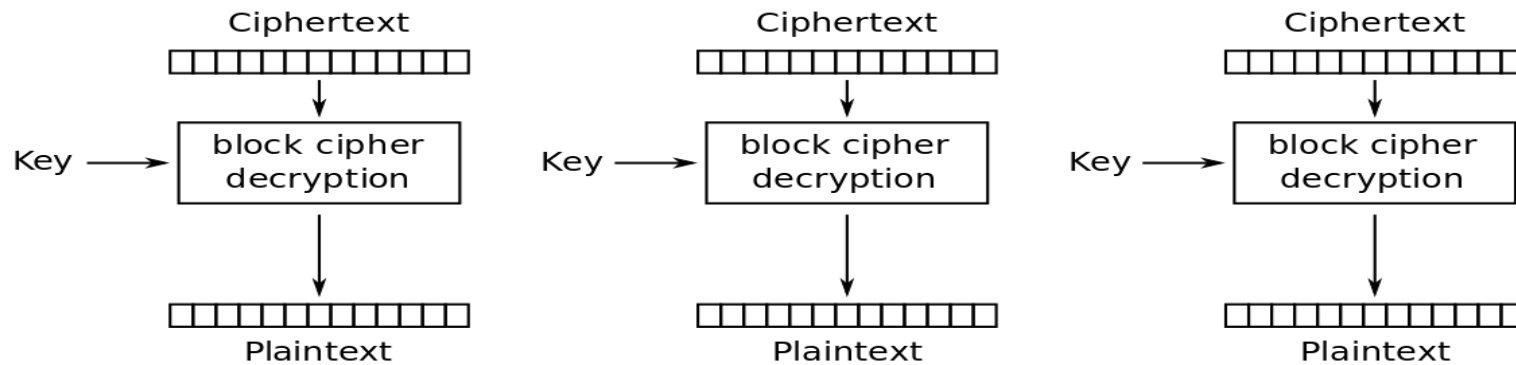 Ciphertext
Ciphertext
Ciphertext
Key
block cipher
decryption
Key
block cipher
decryption
Key
block cipher
decryption
Plaintext
Plaintext
Plaintext